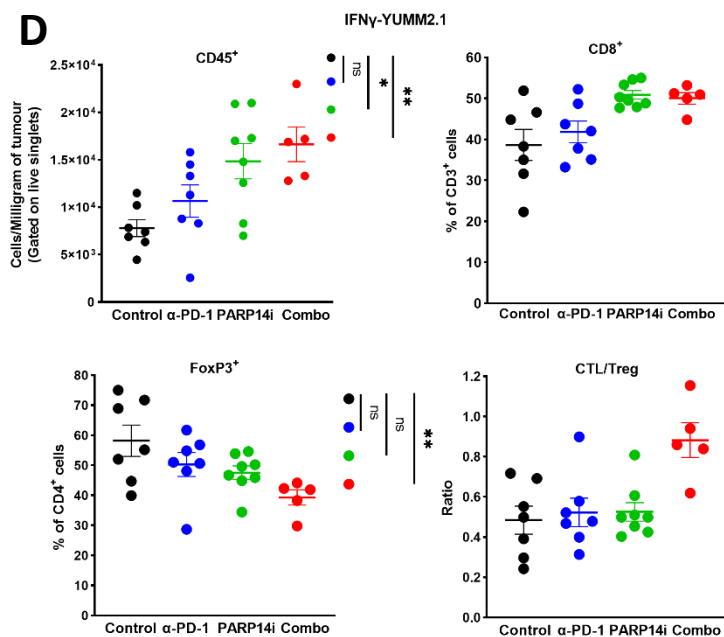 D
IFNγ-YUMM2.1
CD45⁺
Cells/Milligram of tumour
(Gated on live singlets)
2.5×10⁴
2×10⁴
1.5×10⁴
1×10⁴
5×10³
0
Control α-PD-1 PARP14i Combo
ns
*
**
CD8⁺
% of CD3⁺ cells
60
50
40
30
20
10
0
Control α-PD-1 PARP14i Combo
FoxP3⁺
% of CD4⁺ cells
80
70
60
50
40
30
20
10
0
Control α-PD-1 PARP14i Combo
ns
ns
**
CTL/Treg
Ratio
1.2
1.0
0.8
0.6
0.4
0.2
0.0
Control α-PD-1 PARP14i Combo